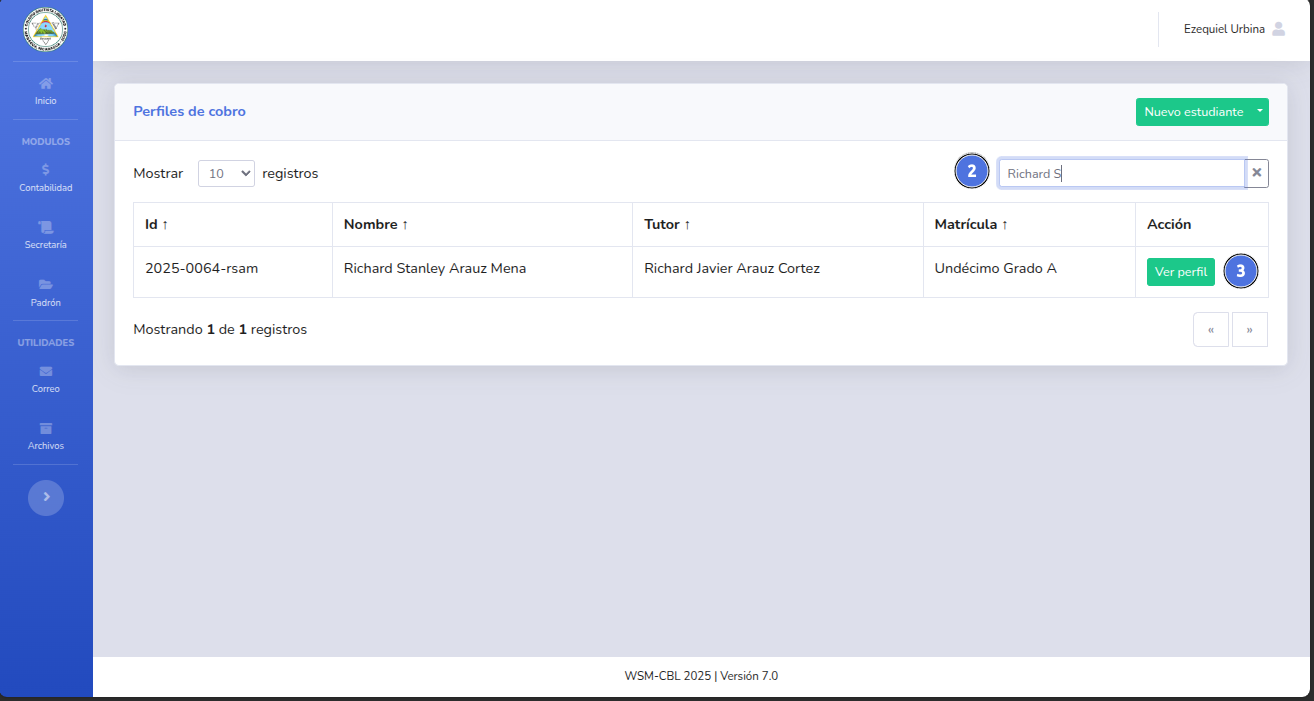 Ezequiel Urbina
Inicio
MODULOS
Contabilidad
Secretaría
Padrón
UTILIDADES
Correo
Archivos
Perfiles de cobro
Nuevo estudiante
Mostrar 10 registros
2
Richard S
Id ↑ Nombre ↑ Tutor ↑ Matrícula ↑ Acción
2025-0064-rsam Richard Stanley Arauz Mena Richard Javier Arauz Cortez Undécimo Grado A Ver perfil 3
Mostrando 1 de 1 registros
« »
WSM-CBL 2025 | Versión 7.0